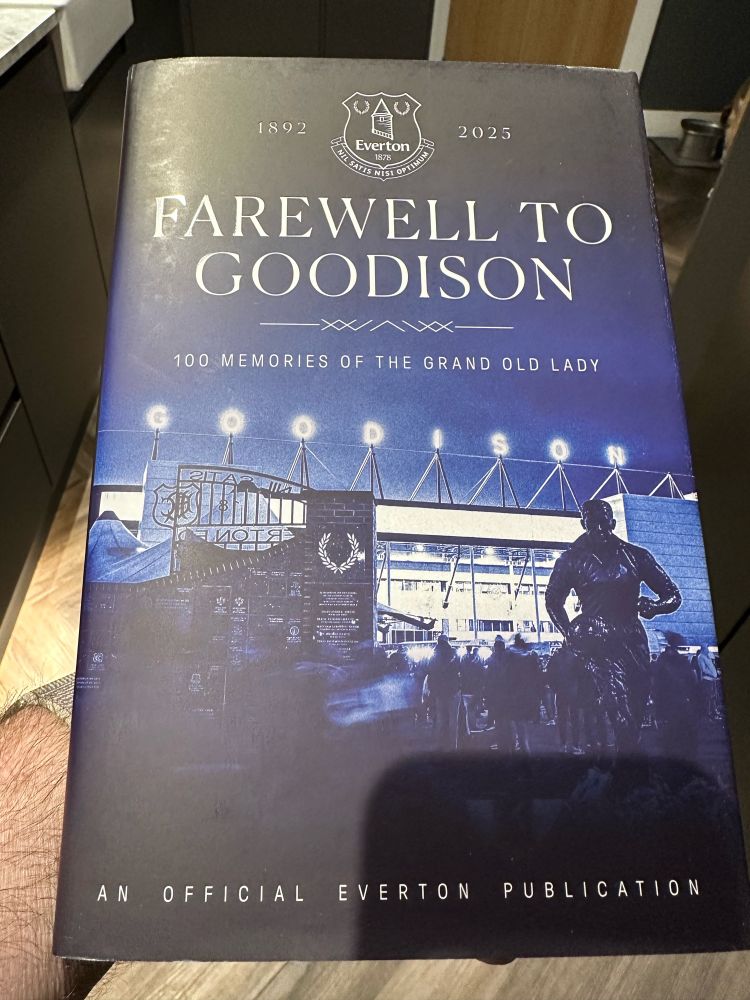 1892
Everton
1878
NIL SATIS NISI OPTIMUM
2025
FAREWELL TO
GOODISON
100 MEMORIES OF THE GRAND OLD LADY
GOODISON
AN OFFICIAL EVERTON PUBLICATION